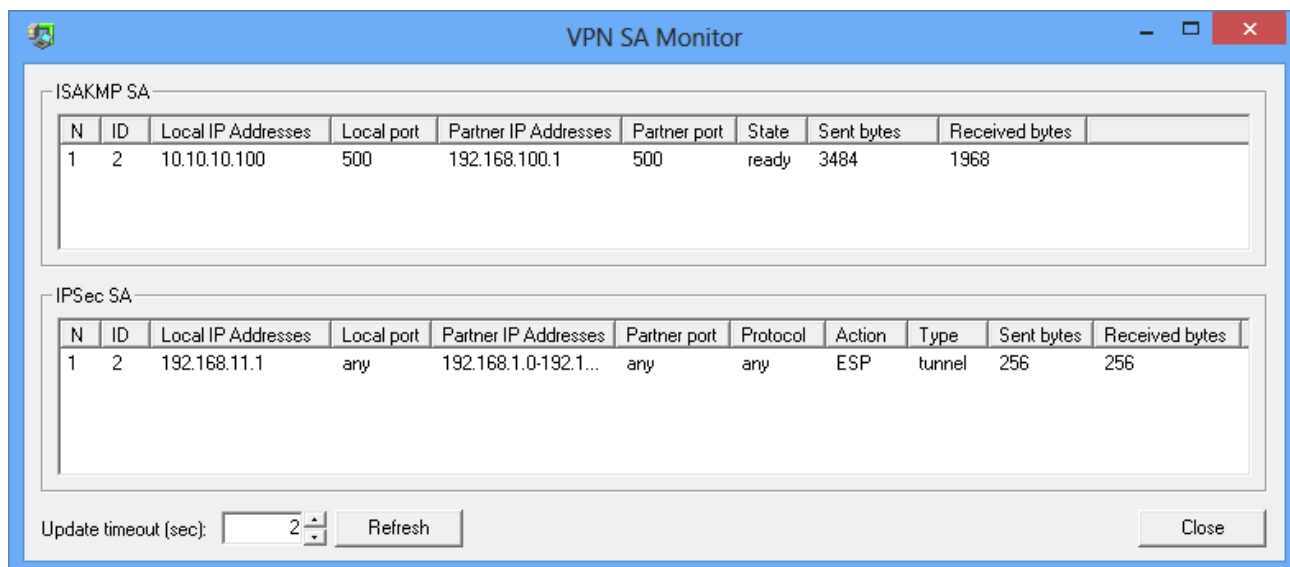 VPN SA Monitor
ISAKMP SA
N ID Local IP Addresses Local port Partner IP Addresses Partner port State Sent bytes Received bytes
1 2 10.10.10.100 500 192.168.100.1 500 ready 3484 1968
IPSec SA
N ID Local IP Addresses Local port Partner IP Addresses Partner port Protocol Action Type Sent bytes Received bytes
1 2 192.168.11.1 any 192.168.1.0-192.1... any any ESP tunnel 256 256
Update timeout (sec): 2 Refresh Close